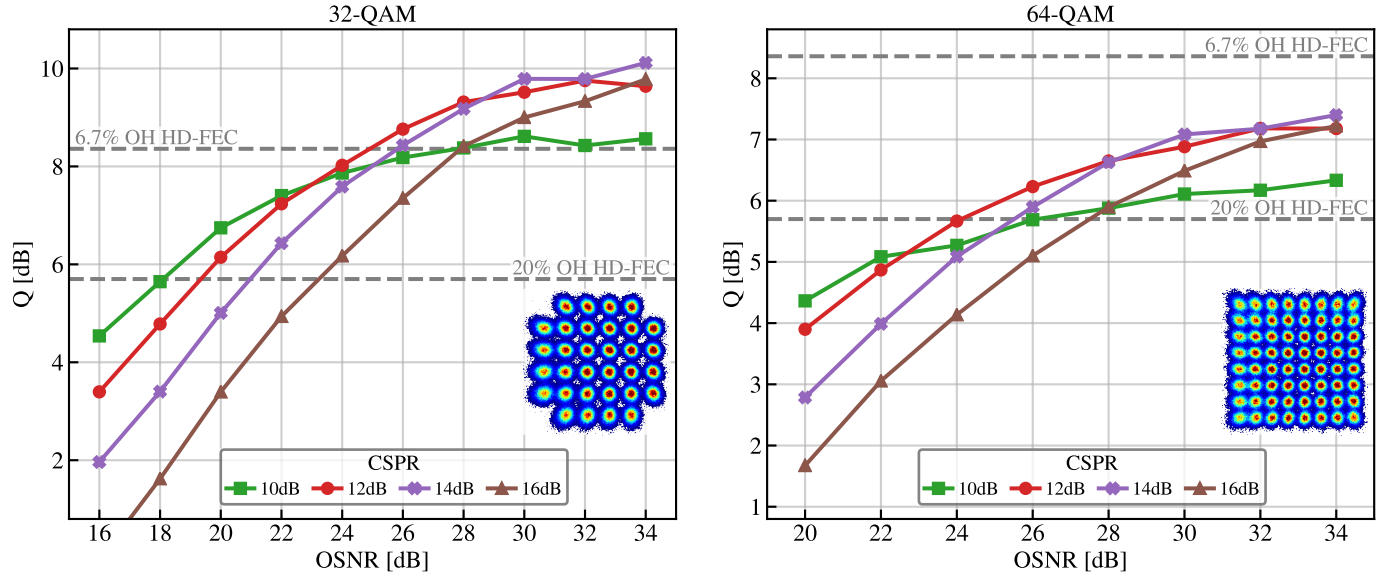 32-QAM
10
8
6
4
2
Q [dB]
6.7% OH HD-FEC
20% OH HD-FEC
CSPR
10dB 12dB 14dB 16dB
16 18 20 22 24 26 28 30 32 34
OSNR [dB]
64-QAM
8
7
6
5
4
3
2
1
Q [dB]
6.7% OH HD-FEC
20% OH HD-FEC
CSPR
10dB 12dB 14dB 16dB
20 22 24 26 28 30 32 34
OSNR [dB]